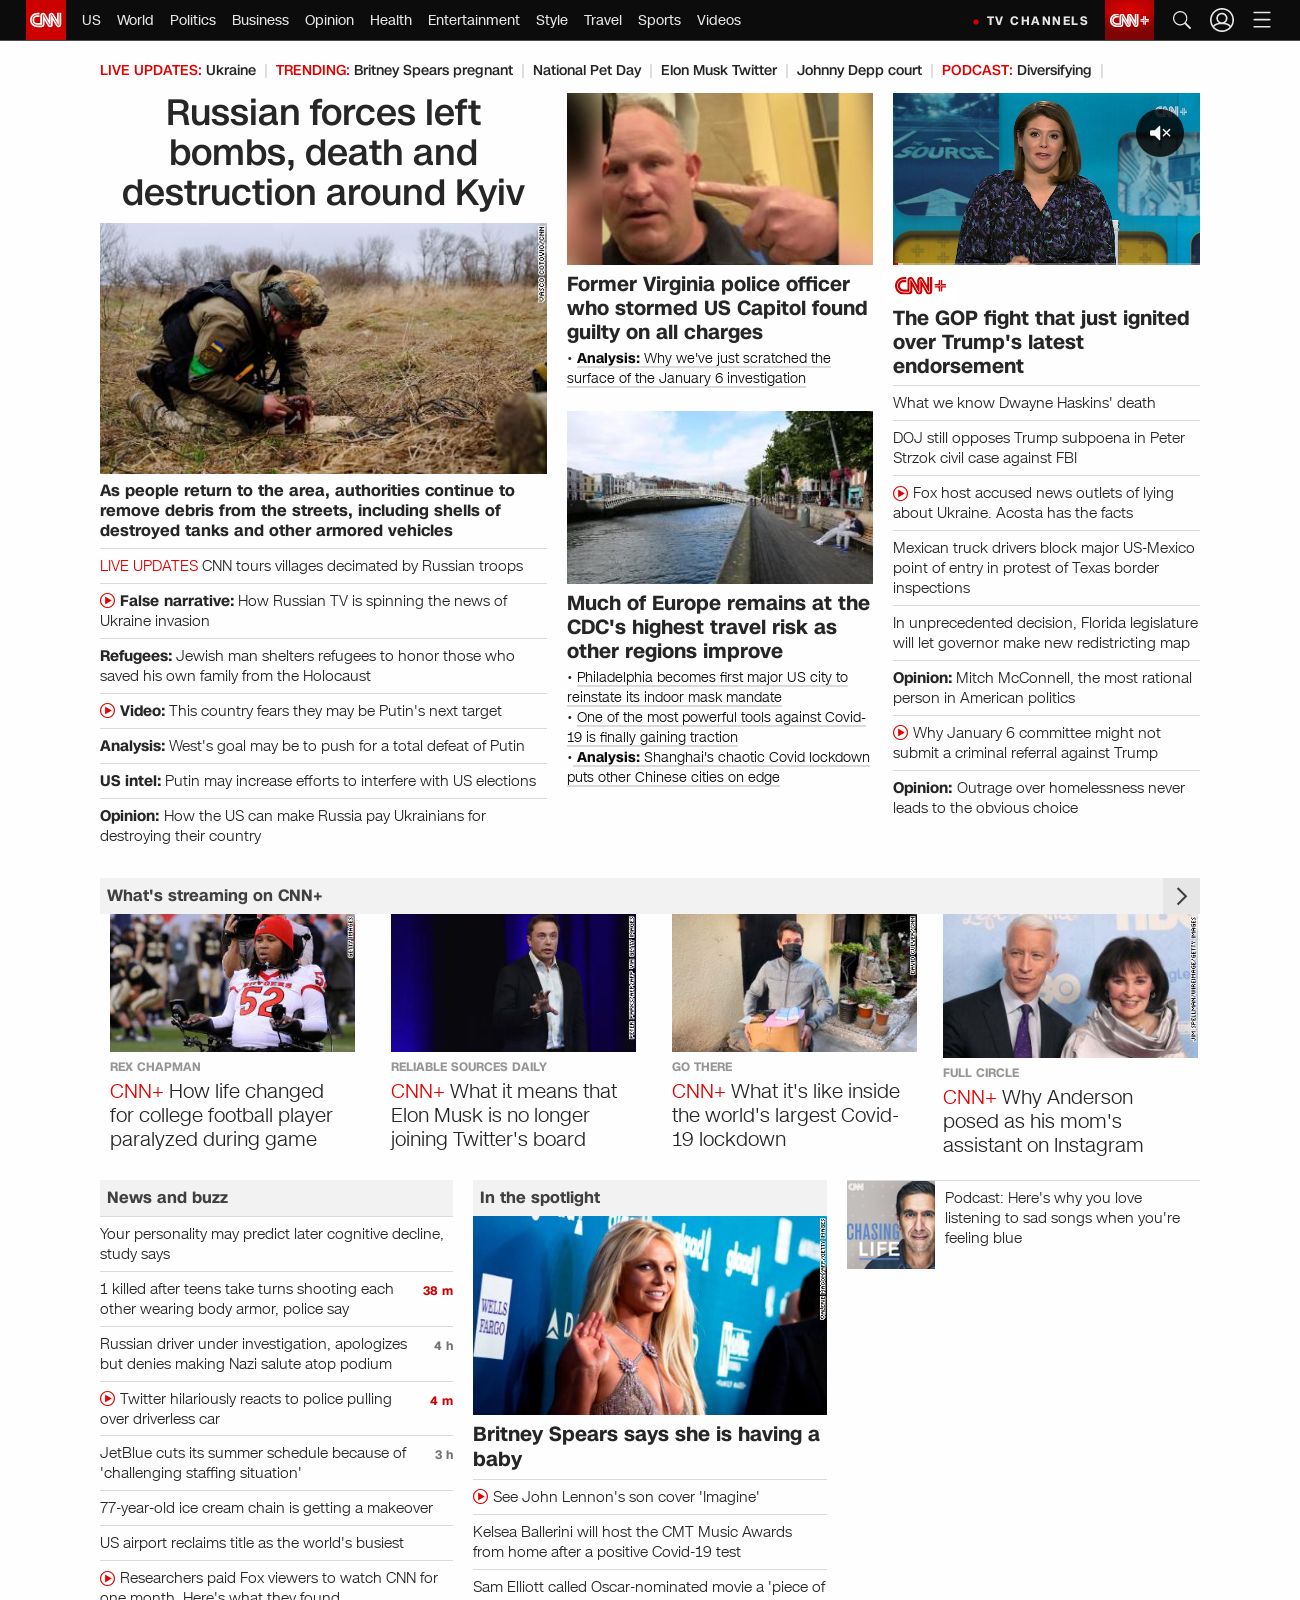 CNN US World Politics Business Opinion Health Entertainment Style Travel Sports Videos TV CHANNELS CNN+
LIVE UPDATES: Ukraine TRENDING: Britney Spears pregnant National Pet Day Elon Musk Twitter Johnny Depp court PODCAST: Diversifying
Russian forces left
bombs, death and
destruction around Kyiv
As people return to the area, authorities continue to
remove debris from the streets, including shells of
destroyed tanks and other armored vehicles
LIVE UPDATES CNN tours villages decimated by Russian troops
False narrative: How Russian TV is spinning the news of
Ukraine invasion
Refugees: Jewish man shelters refugees to honor those who
saved his own family from the Holocaust
Video: This country fears they may be Putin's next target
Analysis: West's goal may be to push for a total defeat of Putin
US intel: Putin may increase efforts to interfere with US elections
Opinion: How the US can make Russia pay Ukrainians for
destroying their country
Former Virginia police officer
who stormed US Capitol found
guilty on all charges
• Analysis: Why we've just scratched the
surface of the January 6 investigation
Much of Europe remains at the
CDC's highest travel risk as
other regions improve
• Philadelphia becomes first major US city to
reinstate its indoor mask mandate
• One of the most powerful tools against Covid-
19 is finally gaining traction
• Analysis: Shanghai's chaotic Covid lockdown
puts other Chinese cities on edge
CNN+
SOURCE
CNN+
The GOP fight that just ignited
over Trump's latest
endorsement
What we know Dwayne Haskins' death
DOJ still opposes Trump subpoena in Peter
Strzok civil case against FBI
Fox host accused news outlets of lying
about Ukraine. Acosta has the facts
Mexican truck drivers block major US-Mexico
point of entry in protest of Texas border
inspections
In unprecedented decision, Florida legislature
will let governor make new redistricting map
Opinion: Mitch McConnell, the most rational
person in American politics
Why January 6 committee might not
submit a criminal referral against Trump
Opinion: Outrage over homelessness never
leads to the obvious choice
What's streaming on CNN+
RUTGERS
52
REX CHAPMAN
CNN+ How life changed
for college football player
paralyzed during game
RELIABLE SOURCES DAILY
CNN+ What it means that
Elon Musk is no longer
joining Twitter's board
GO THERE
CNN+ What it's like inside
the world's largest Covid-
19 lockdown
JIM SPELLMAN/WIREIMAGE/GETTY IMAGES
FULL CIRCLE
CNN+ Why Anderson
posed as his mom's
assistant on Instagram
News and buzz
Your personality may predict later cognitive decline,
study says
1 killed after teens take turns shooting each 38 m
other wearing body armor, police say
Russian driver under investigation, apologizes 4 h
but denies making Nazi salute atop podium
Twitter hilariously reacts to police pulling 4 m
over driverless car
JetBlue cuts its summer schedule because of 3 h
'challenging staffing situation'
77-year-old ice cream chain is getting a makeover
US airport reclaims title as the world's busiest
Researchers paid Fox viewers to watch CNN for
one month. Here's what they found
In the spotlight
WELLS
FARGO
glaad
Britney Spears says she is having a
baby
See John Lennon's son cover 'Imagine'
Kelsea Ballerini will host the CMT Music Awards
from home after a positive Covid-19 test
Sam Elliott called Oscar-nominated movie a 'piece of
CNN
CHASING
LIFE
Podcast: Here's why you love
listening to sad songs when you're
feeling blue